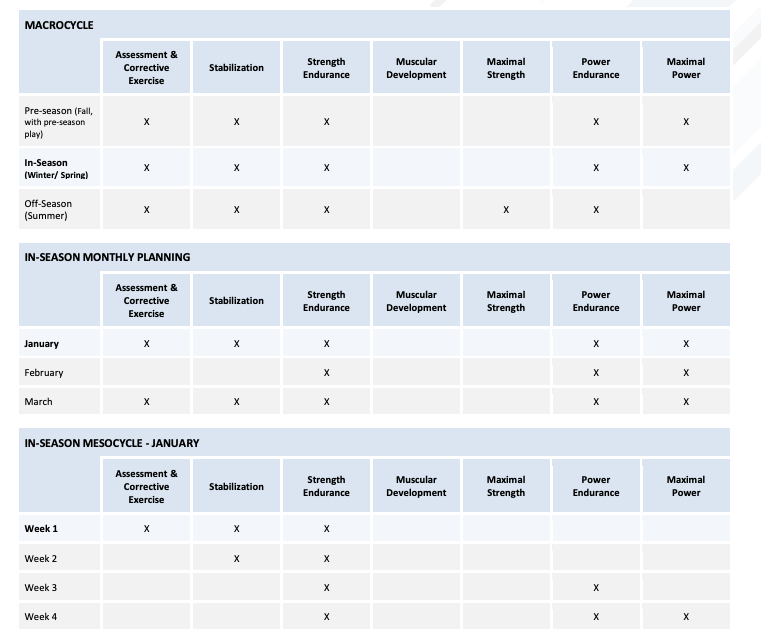 MACROCYCLE
Assessment &
Corrective
Exercise
Stabilization
Strength
Endurance
Muscular
Development
Maximal
Strength
Power
Endurance
Maximal
Power
Pre-season (Fall,
with pre-season
play)
X X X X X
In-Season
(Winter/ Spring)
X X X X X
Off-Season
(Summer)
X X X X X
IN-SEASON MONTHLY PLANNING
Assessment &
Corrective
Exercise
Stabilization
Strength
Endurance
Muscular
Development
Maximal
Strength
Power
Endurance
Maximal
Power
January X X X X X
February X X X
March X X X X X
IN-SEASON MESOCYCLE - JANUARY
Assessment &
Corrective
Exercise
Stabilization
Strength
Endurance
Muscular
Development
Maximal
Strength
Power
Endurance
Maximal
Power
Week 1 X X X
Week 2 X X
Week 3 X X
Week 4 X X X